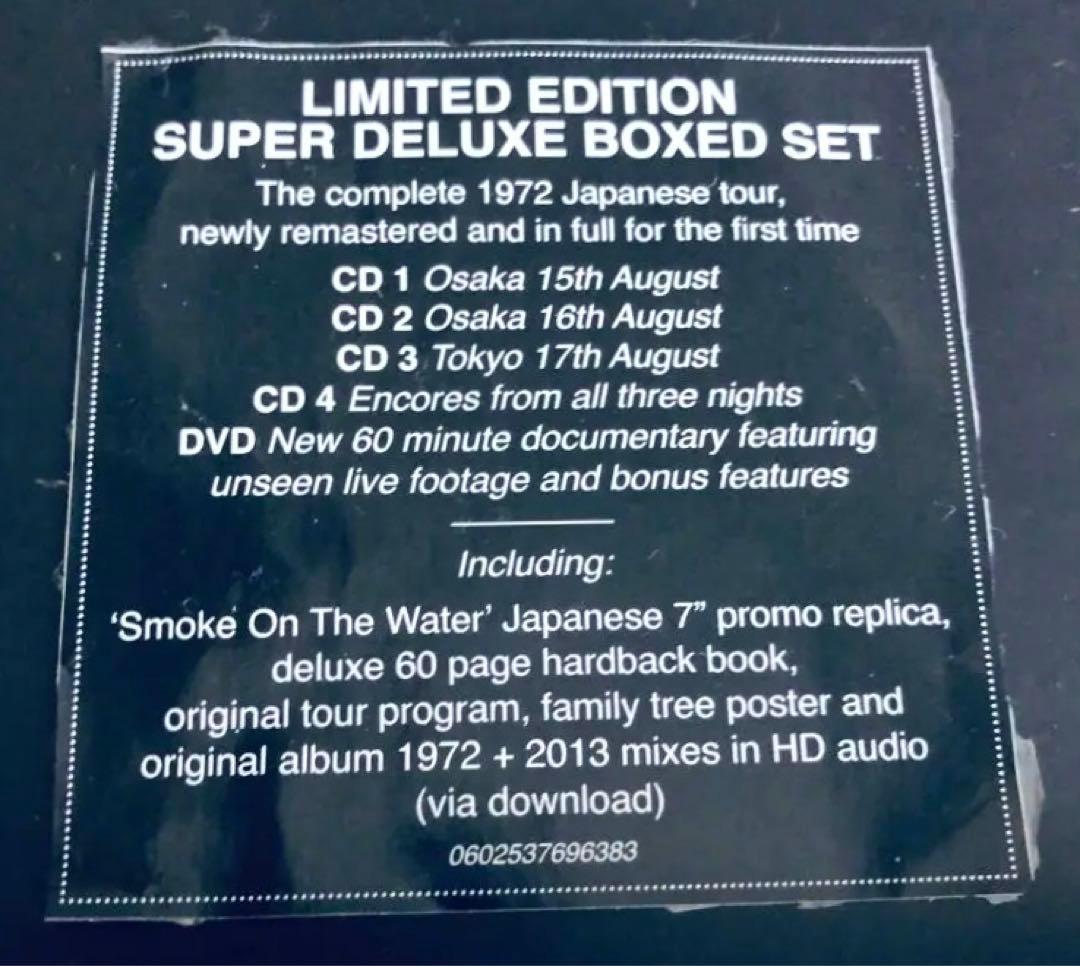 LIMITED EDITION
SUPER DELUXE BOXED SET
The complete 1972 Japanese tour,
newly remastered and in full for the first time
CD 1 Osaka 15th August
CD 2 Osaka 16th August
CD 3 Tokyo 17th August
CD 4 Encores from all three nights
DVD New 60 minute documentary featuring
unseen live footage and bonus features
Including:
‘Smoke On The Water’ Japanese 7” promo replica,
deluxe 60 page hardback book,
original tour program, family tree poster and
original album 1972 + 2013 mixes in HD audio
(via download)
0602537696383